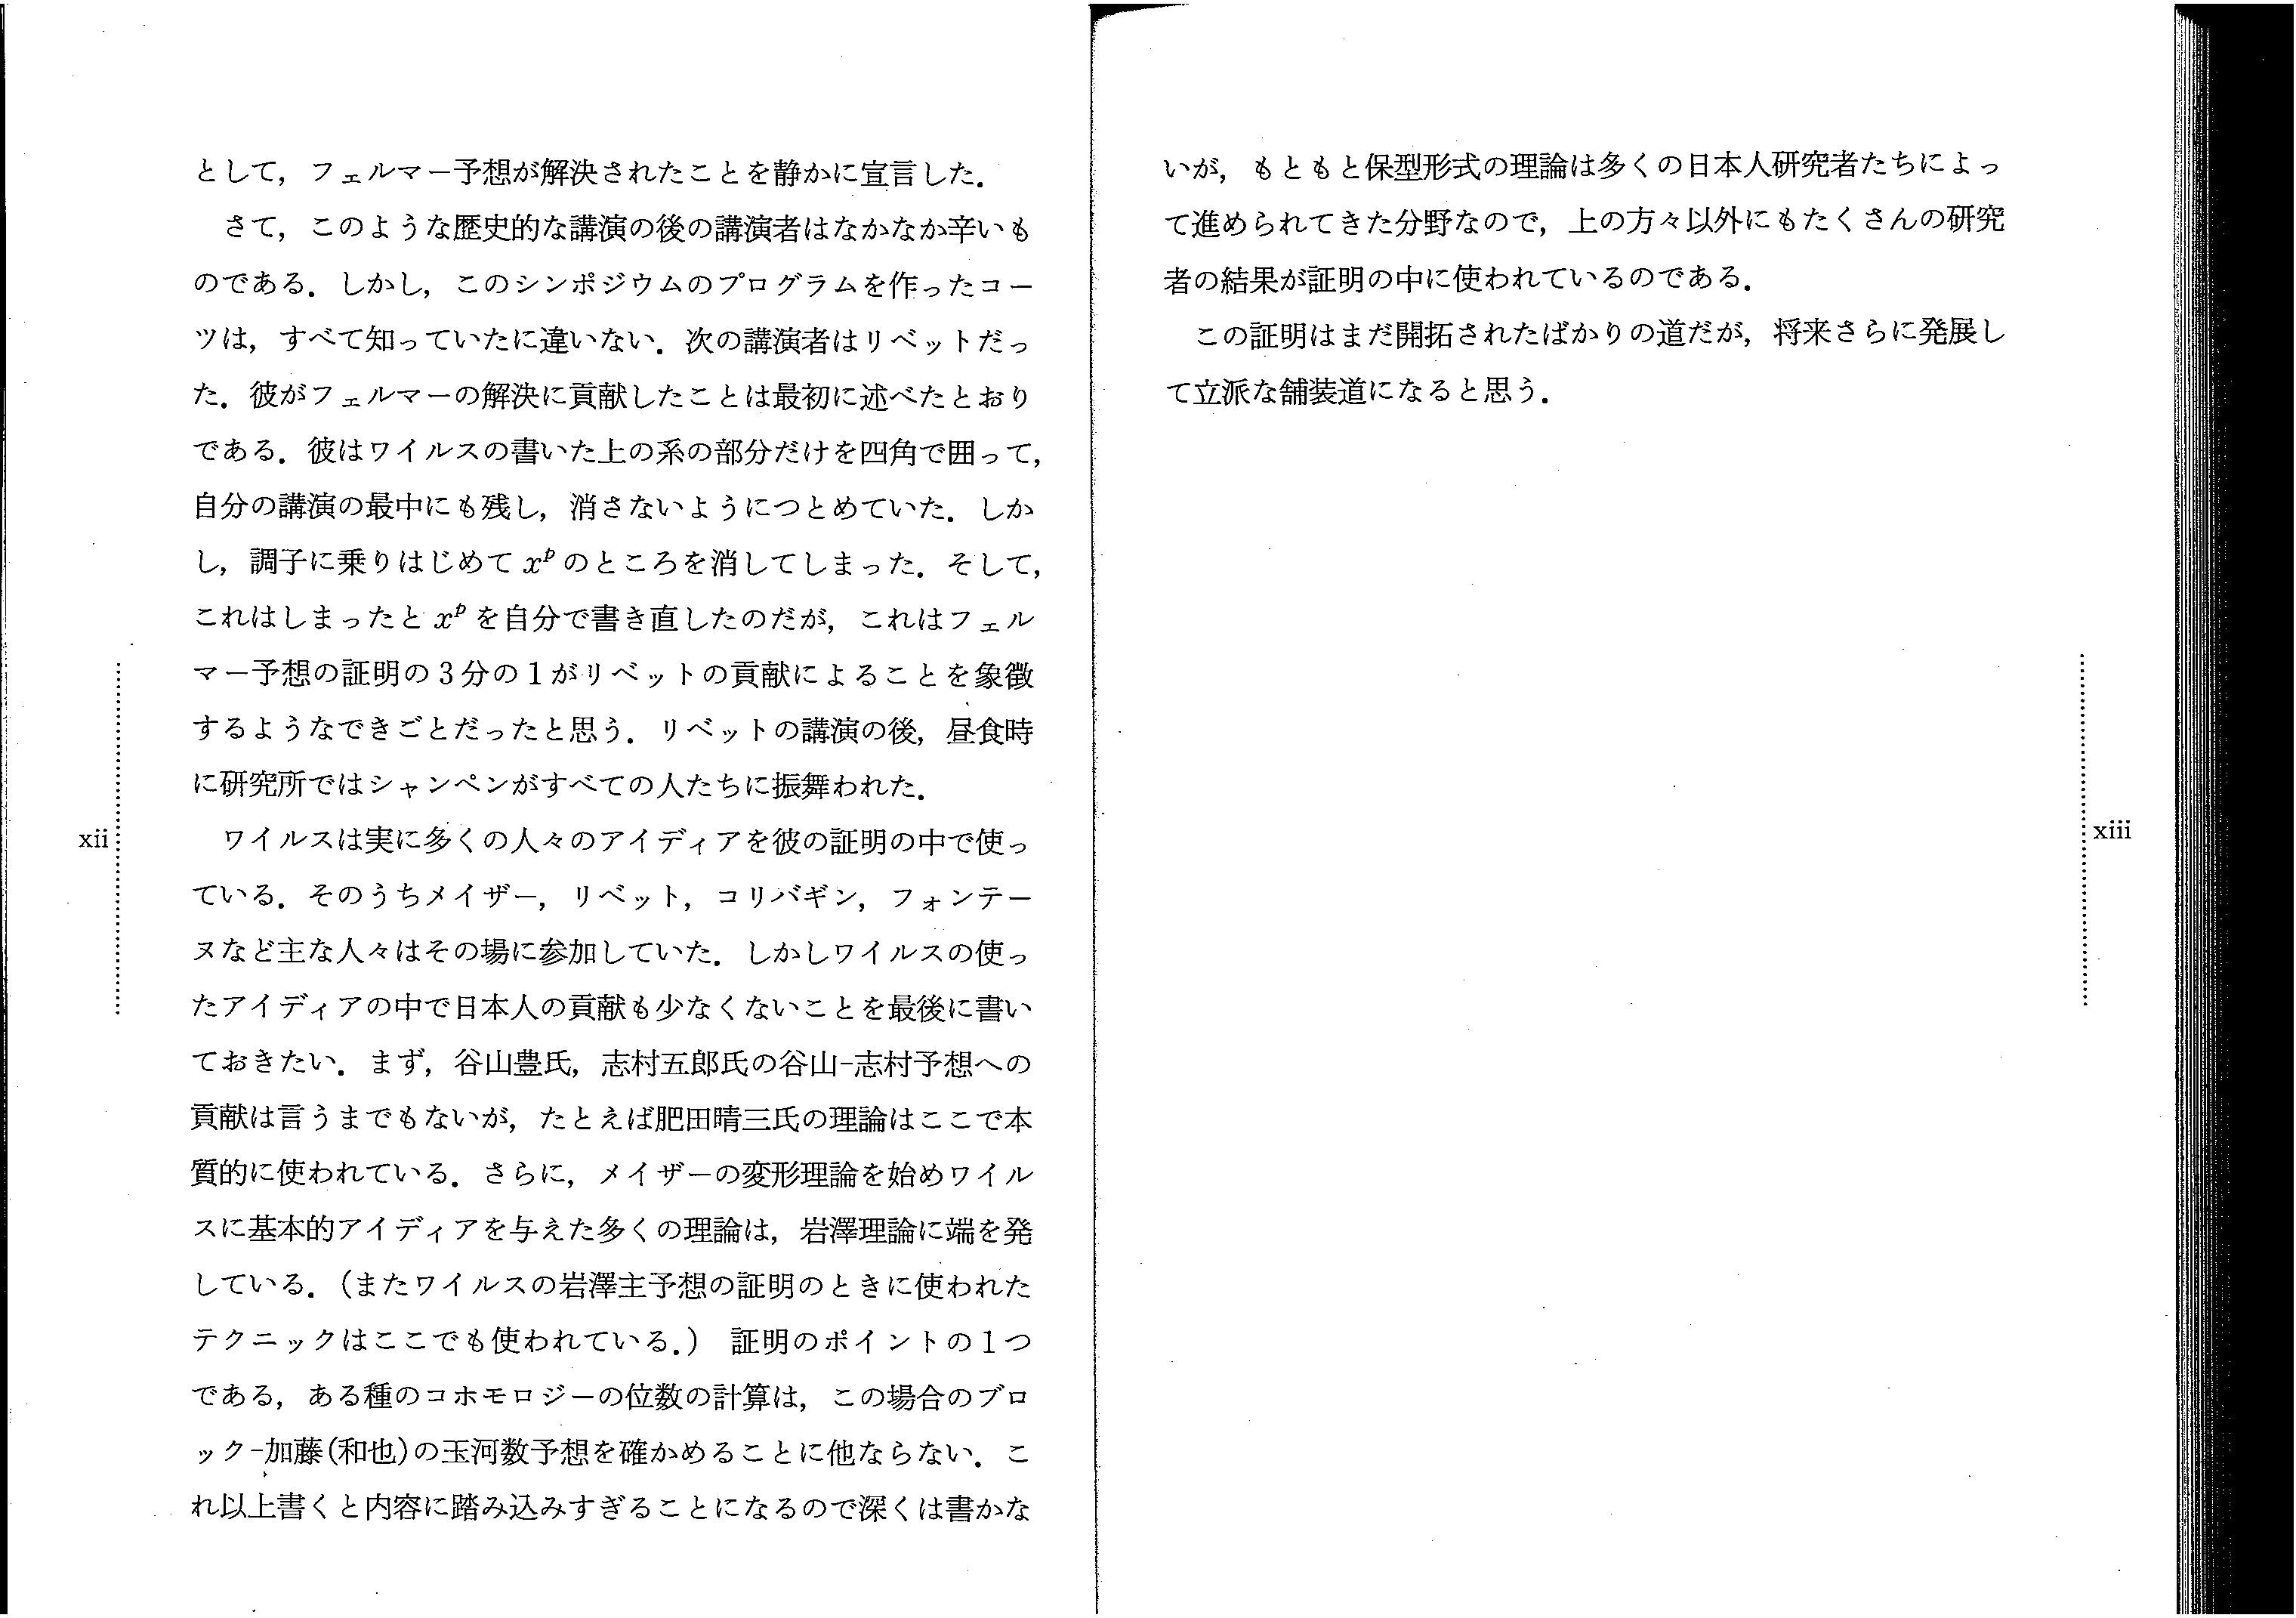 として，フェルマー予想が解決されたことを静かに宣言した．
さて，このような歴史的な講演の後の講演者はなかなか辛いも
のである．しかし，このシンポジウムのプログラムを作ったコー
ツは，すべて知っていたに違いない．次の講演者はリベットだっ
た．彼がフェルマーの解決に貢献したことは最初に述べたとおり
である．彼はワイルスの書いた上の系の部分だけを四角で囲って，
自分の講演の最中にも残し，消さないようにつとめていた．しか
し，調子に乗りはじめて xᵖ のところを消してしまった．そして，
これはしまったと xᵖ を自分で書き直したのだが，これはフェル
マー予想の証明の3分の1がリベットの貢献によることを象徴
するようなできごとだったと思う．リベットの講演の後，昼食時
に研究所ではシャンペンがすべての人たちに振舞われた．
ワイルスは実に多くの人々のアイディアを彼の証明の中で使っ
ている．そのうちメイザー，リベット，コリバギン，フォンテー
ヌなど主な人々はその場に参加していた．しかしワイルスの使っ
たアイディアの中で日本人の貢献も少なくないことを最後に書い
ておきたい．まず，谷山豊氏，志村五郎氏の谷山-志村予想への
貢献は言うまでもないが，たとえば肥田晴三氏の理論はここで本
質的に使われている．さらに，メイザーの変形理論を始めワイル
スに基本的アイディアを与えた多くの理論は，岩澤理論に端を発
している．（またワイルスの岩澤主予想の証明のときに使われた
テクニックはここでも使われている．） 証明のポイントの1つ
である，ある種のコホモロジーの位数の計算は，この場合のブロ
ック-加藤(和也)の玉河数予想を確かめることに他ならない．こ
れ以上書くと内容に踏み込みすぎることになるので深くは書かな
xii
いが，もともと保型形式の理論は多くの日本人研究者たちによっ
て進められてきた分野なので，上の方々以外にもたくさんの研究
者の結果が証明の中に使われているのである．
この証明はまだ開拓されたばかりの道だが，将来さらに発展し
て立派な舗装道になると思う．
xiii